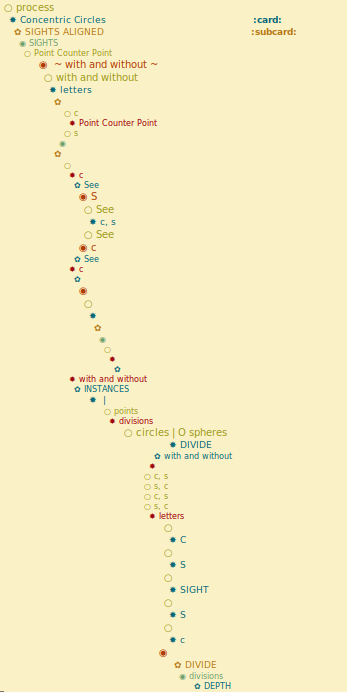 process
Concentric Circles :card:
SIGHTS ALIGNED :subcard:
SIGHTS
Point Counter Point
~ with and without ~
with and without
letters
c
Point Counter Point
s
c
See
S
See
c, s
See
c
See
c
with and without
INSTANCES
|
points
divisions
circles | O spheres
DIVIDE
with and without
c, s
s, c
c, s
s, c
letters
C
S
SIGHT
S
c
DIVIDE
divisions
DEPTH